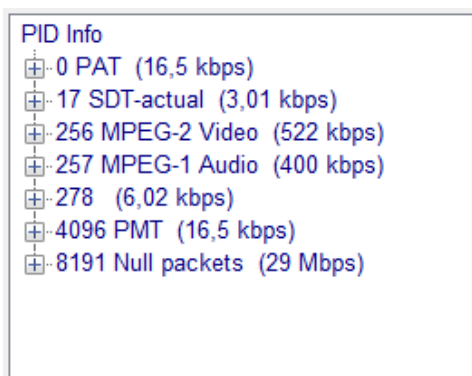 PID Info
0 PAT (16,5 kbps)
17 SDT-actual (3,01 kbps)
256 MPEG-2 Video (522 kbps)
257 MPEG-1 Audio (400 kbps)
278 (6,02 kbps)
4096 PMT (16,5 kbps)
8191 Null packets (29 Mbps)